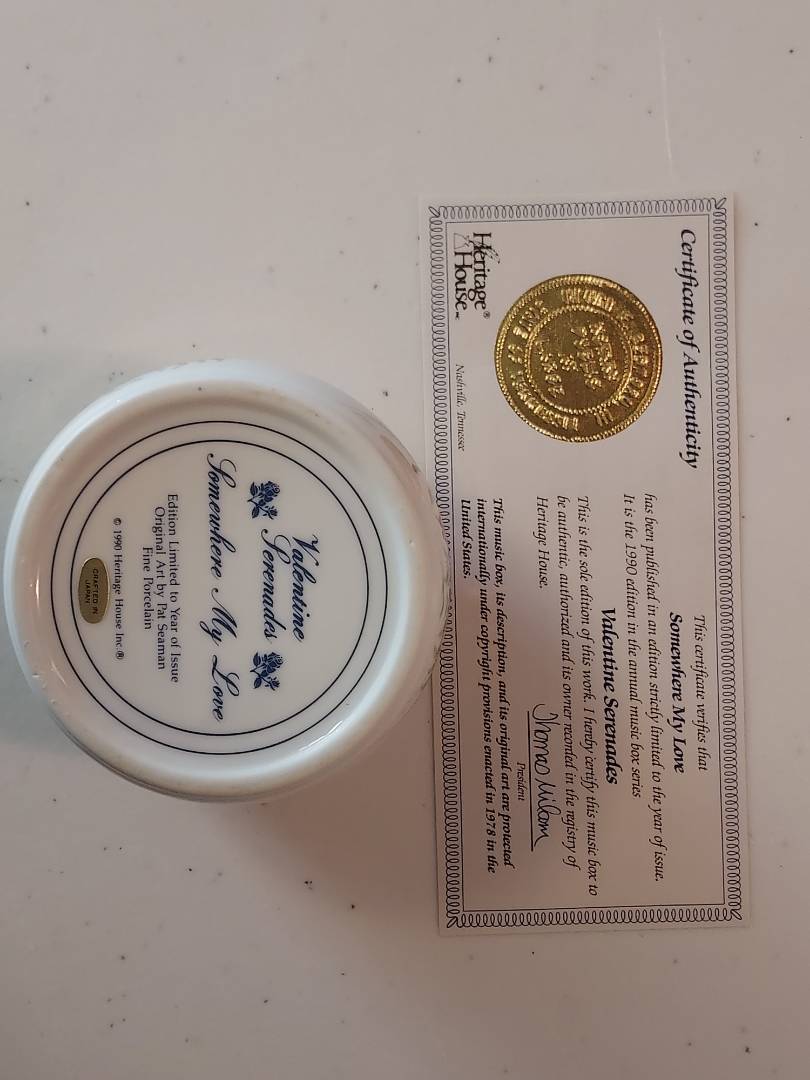 Certificate of Authenticity
This certificate verifies that
Somewhere My Love
has been published in an edition strictly limited to the year of issue.
It is the 1990 edition in the annual music box series
Valentine Serenades
This is the sole edition of this work. I hereby certify this music box to
be authentic, authorized and its owner recorded in the registry of
Heritage House.
President
Heritage®
House
Nashville, Tennessee
This music box, its description, and its original art are protected
internationally under copyright provisions enacted in 1978 in the
United States.
Valentine
Serenades
Somewhere My Love
Edition Limited to Year of Issue
Original Art by Pat Seaman
Fine Porcelain
© 1990 Heritage House Inc.®
CRAFTED IN
JAPAN